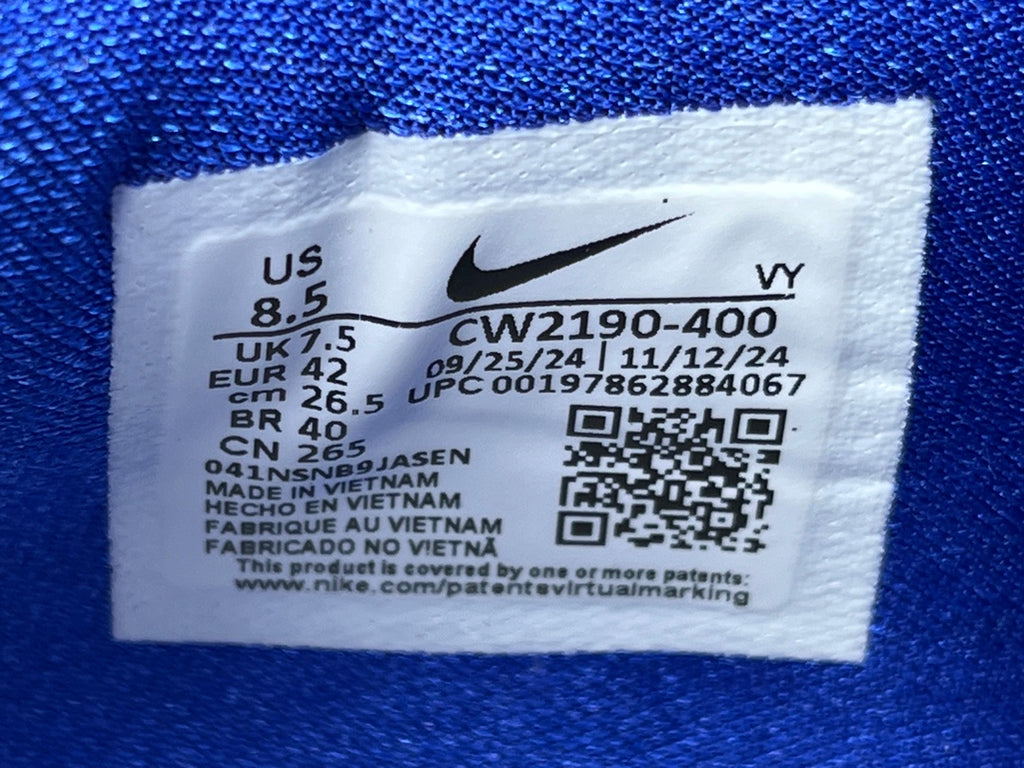 US
8.5
UK 7.5
EUR 42
cm 26.5
BR 40
CN 265
VY
CW2190-400
09/25/24 | 11/12/24
UPC 00197862884067
041NSNB9JASEN
MADE IN VIETNAM
HECHO EN VIETNAM
FABRIQUE AU VIETNAM
FABRICADO NO VIETNÃ
This product is covered by one or more patents:
www.nike.com/patentsvirtualmarking